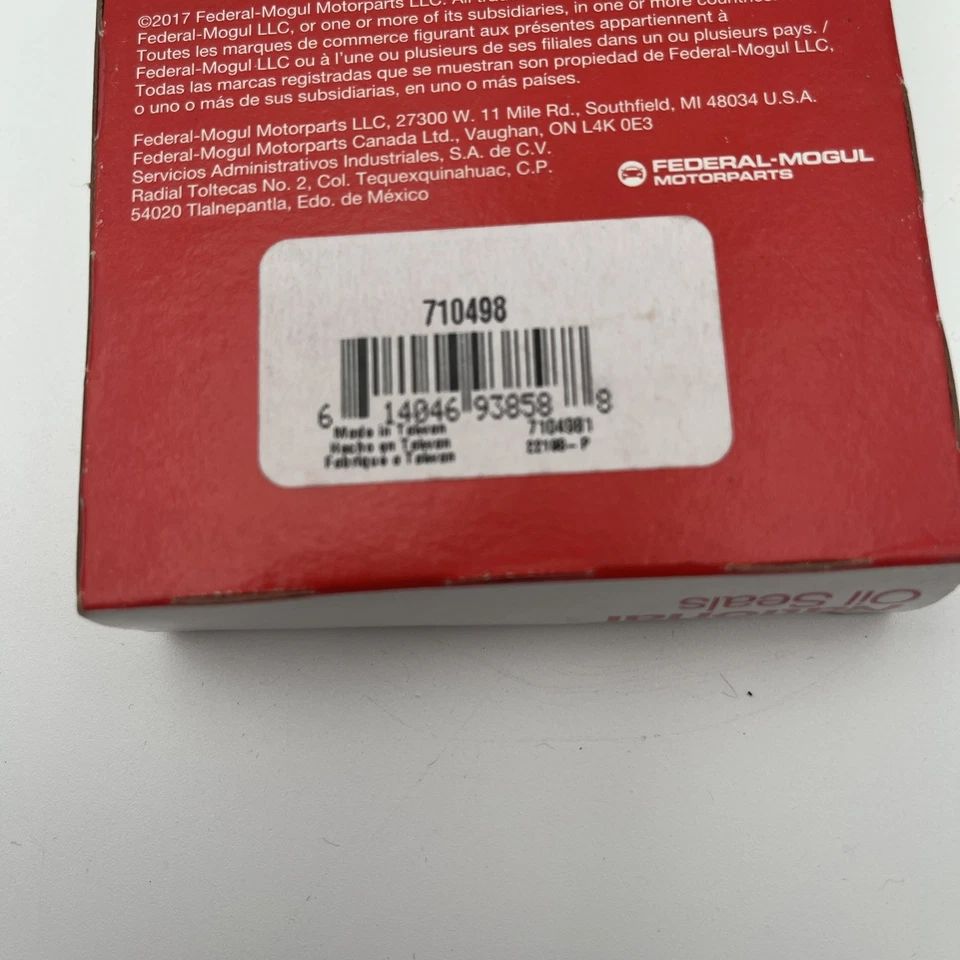 ©2017 Federal-Mogul Motorparts LLC.
Federal-Mogul LLC, or one or more of its subsidiaries, in one or more countries.
Toutes les marques de commerce figurant aux présentes appartiennent à
Federal-Mogul LLC ou à l'une ou plusieurs de ses filiales dans un ou plusieurs pays. /
Todas las marcas registradas que se muestran son propiedad de Federal-Mogul LLC,
o uno o más de sus subsidiarias, en uno o más países.
Federal-Mogul Motorparts LLC, 27300 W. 11 Mile Rd., Southfield, MI 48034 U.S.A.
Federal-Mogul Motorparts Canada Ltd., Vaughan, ON L4K 0E3
Servicios Administrativos Industriales, S.A. de C.V.
Radial Toltecas No. 2, Col. Tequexquinahuac, C.P.
54020 Tlalnepantla, Edo. de México
FEDERAL-MOGUL
MOTORPARTS
710498
6 14046 93858 8
Made in Taiwan
Hecho en Taiwan
Fabrique a Taiwan
7104981
Oil Seals